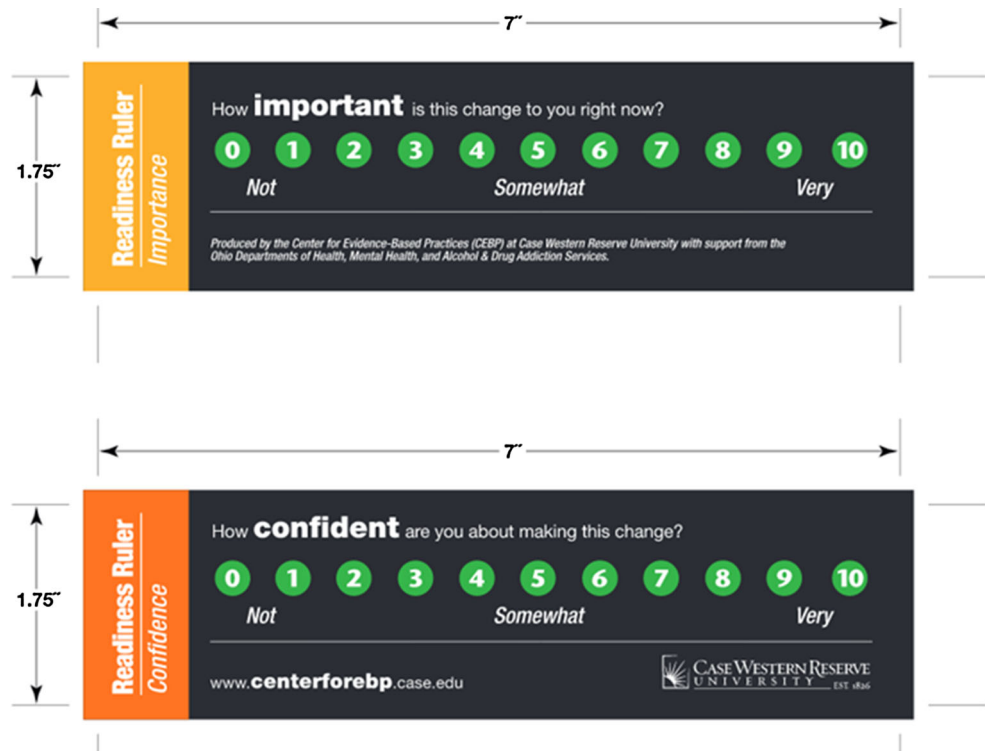 7″
1.75″
Readiness Ruler
Importance
How important is this change to you right now?
0 1 2 3 4 5 6 7 8 9 10
Not Somewhat Very
Produced by the Center for Evidence-Based Practices (CEBP) at Case Western Reserve University with support from the
Ohio Departments of Health, Mental Health, and Alcohol & Drug Addiction Services.
7″
1.75″
Readiness Ruler
Confidence
How confident are you about making this change?
0 1 2 3 4 5 6 7 8 9 10
Not Somewhat Very
www.centerforebp.case.edu
CASE WESTERN RESERVE
UNIVERSITY EST. 1826